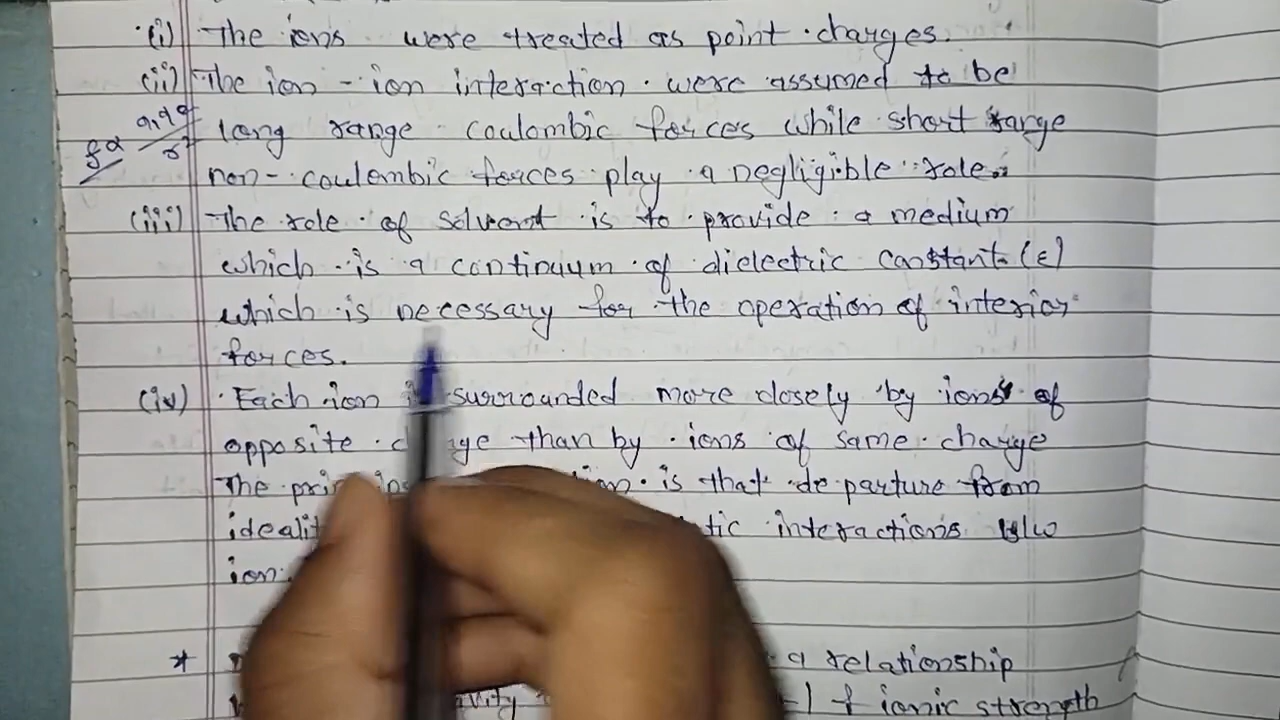 (i) The ions were treated as point charges.
(ii) The ion - ion interaction were assumed to be
long range coulombic forces while short range
f α q1q2/r²
non - coulombic forces play a negligible role.
(iii) The role of solvent is to provide a medium
which is a continuum of dielectric constant (ε)
which is necessary for the operation of interior
forces.
(iv) Each ion surrounded more closely by ions of
opposite than by ions of same charge
The is that departure from
interactions b/w
ion.
* a relationship
ionic strength